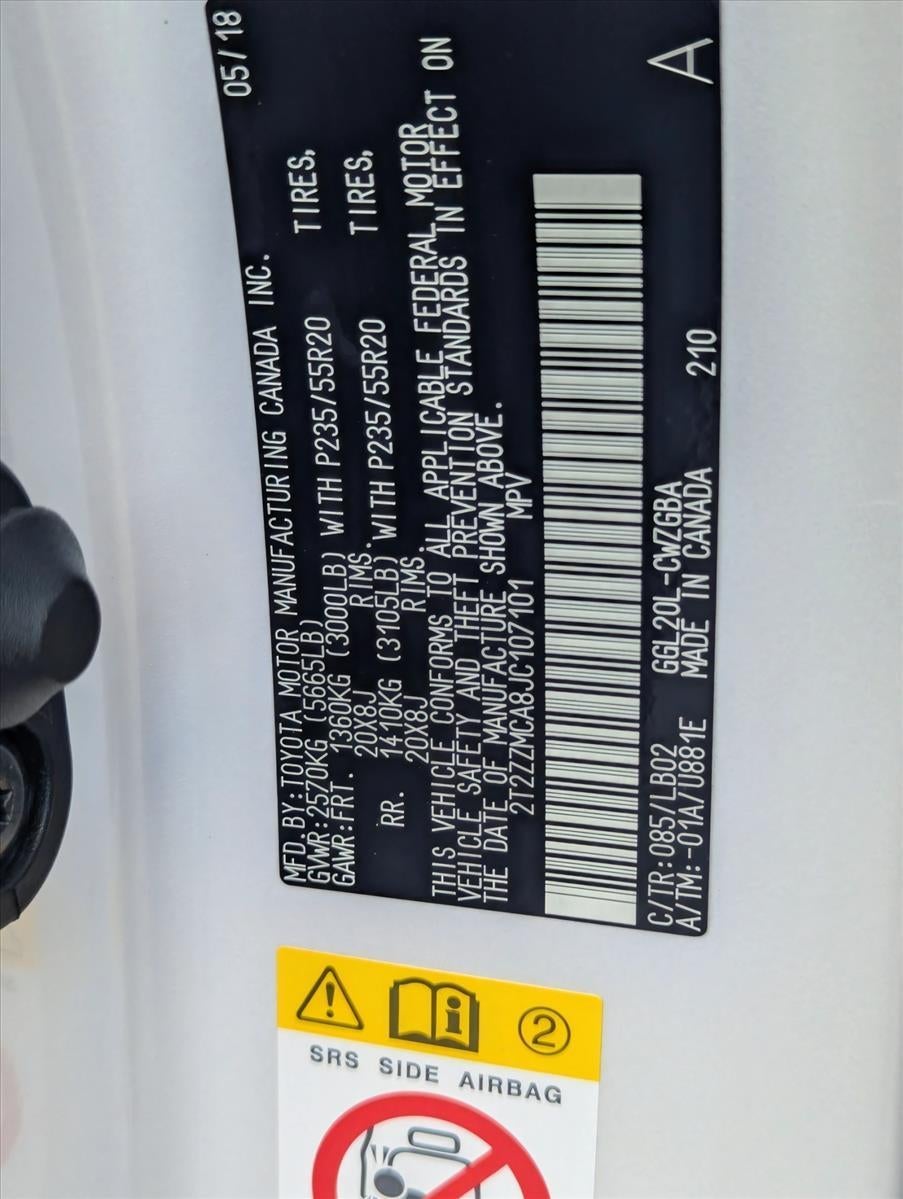 MFD. BY: TOYOTA MOTOR MANUFACTURING CANADA INC. 05/18
GVWR: 2570KG (5665LB)
GAWR: FRT. 1360KG (3000LB) WITH P235/55R20 TIRES,
20X8J RIMS.
RR. 1410KG (3105LB) WITH P235/55R20 TIRES,
20X8J RIMS.
THIS VEHICLE CONFORMS TO ALL APPLICABLE FEDERAL MOTOR
VEHICLE SAFETY AND THEFT PREVENTION STANDARDS IN EFFECT ON
THE DATE OF MANUFACTURE SHOWN ABOVE.
2T2ZZMCA8JC107101 MPV
C/TR: 085/LB02 GGL20L-CWZGBA
A/TM: -01A/U881E MADE IN CANADA 210 A
2
SRS SIDE AIRBAG